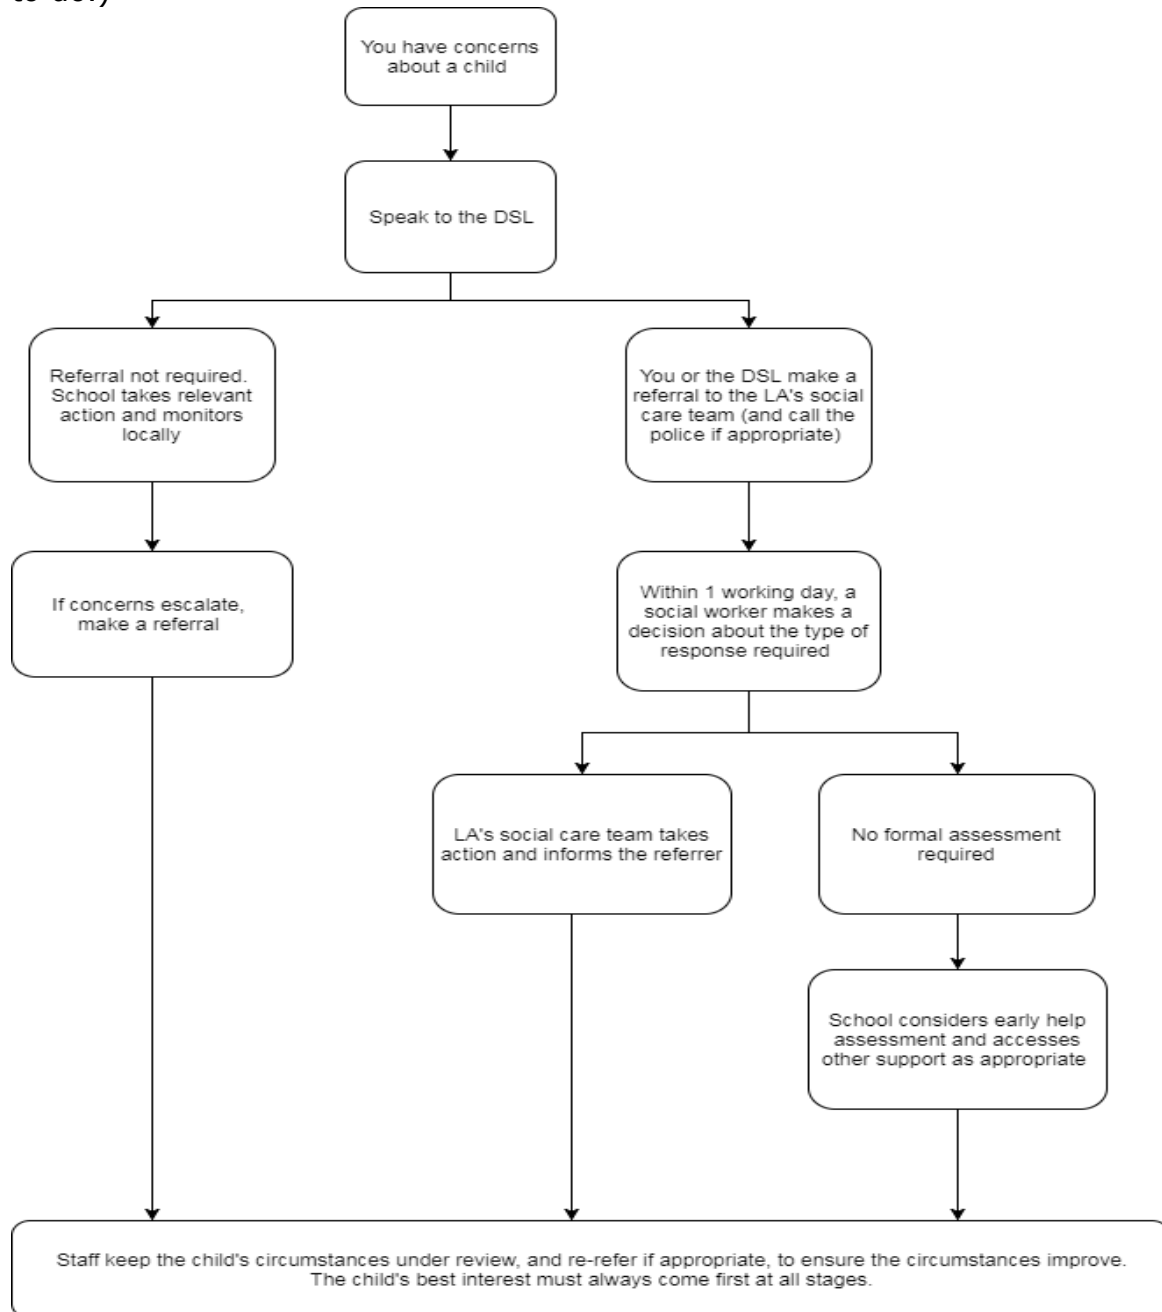 You have concerns
about a child
Speak to the DSL
Referral not required.
School takes relevant
action and monitors
locally
You or the DSL make a
referral to the LA's social
care team (and call the
police if appropriate)
If concerns escalate,
make a referral
Within 1 working day, a
social worker makes a
decision about the type of
response required
LA's social care team takes
action and informs the referrer
No formal assessment
required
School considers early help
assessment and accesses
other support as appropriate
Staff keep the child's circumstances under review, and re-refer if appropriate, to ensure the circumstances improve.
The child's best interest must always come first at all stages.